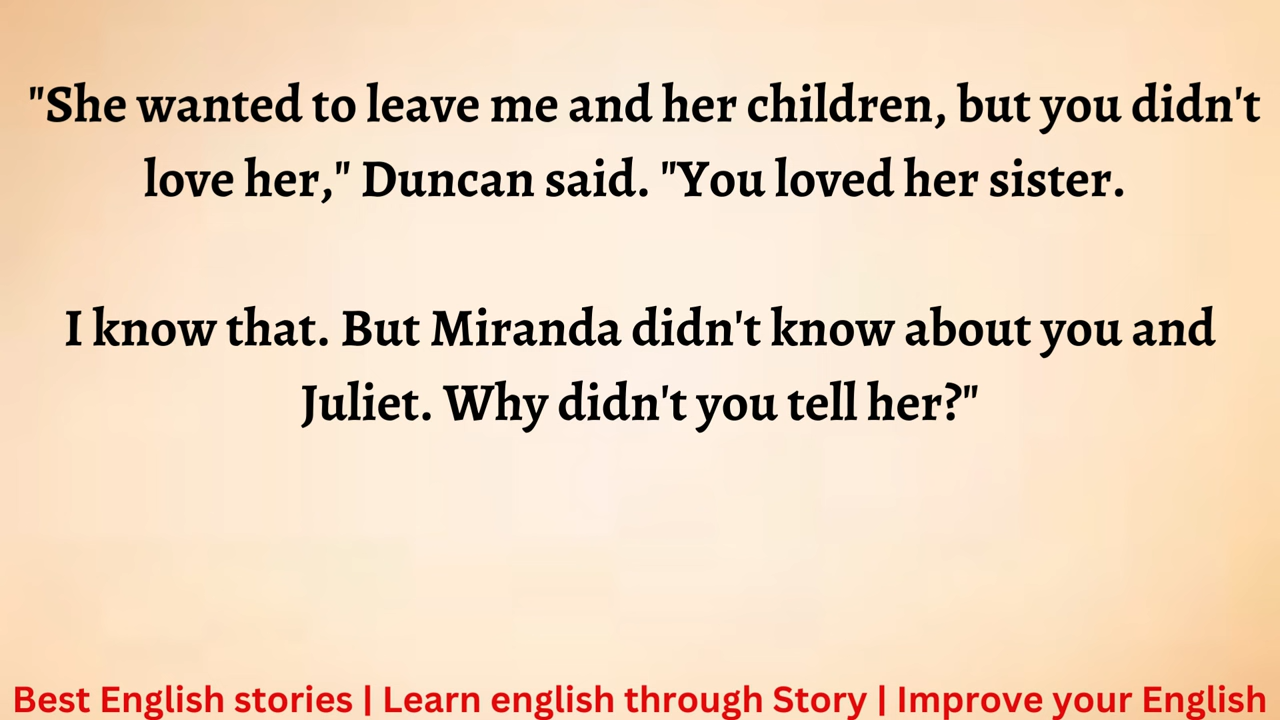 "She wanted to leave me and her children, but you didn't
love her," Duncan said. "You loved her sister.
I know that. But Miranda didn't know about you and
Juliet. Why didn't you tell her?"
Best English stories | Learn english through Story | Improve your English